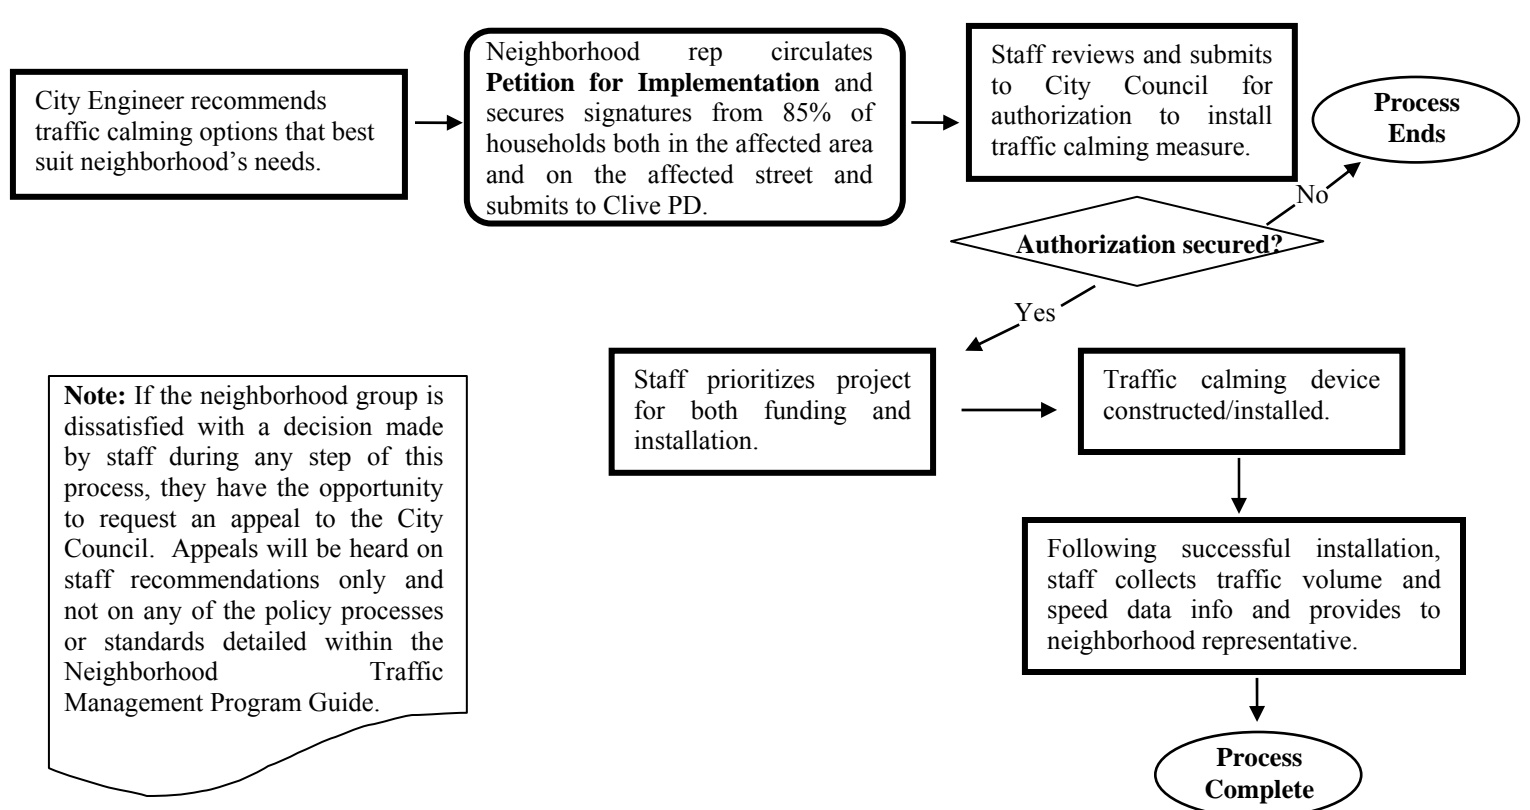 City Engineer recommends
traffic calming options that best
suit neighborhood's needs.
Neighborhood rep circulates
Petition for Implementation and
secures signatures from 85% of
households both in the affected area
and on the affected street and
submits to Clive PD.
Staff reviews and submits
to City Council for
authorization to install
traffic calming measure.
Process
Ends
No
Authorization secured?
Yes
Staff prioritizes project
for both funding and
installation.
Traffic calming device
constructed/installed.
Note: If the neighborhood group is
dissatisfied with a decision made
by staff during any step of this
process, they have the opportunity
to request an appeal to the City
Council. Appeals will be heard on
staff recommendations only and
not on any of the policy processes
or standards detailed within the
Neighborhood Traffic
Management Program Guide.
Following successful installation,
staff collects traffic volume and
speed data info and provides to
neighborhood representative.
Process
Complete